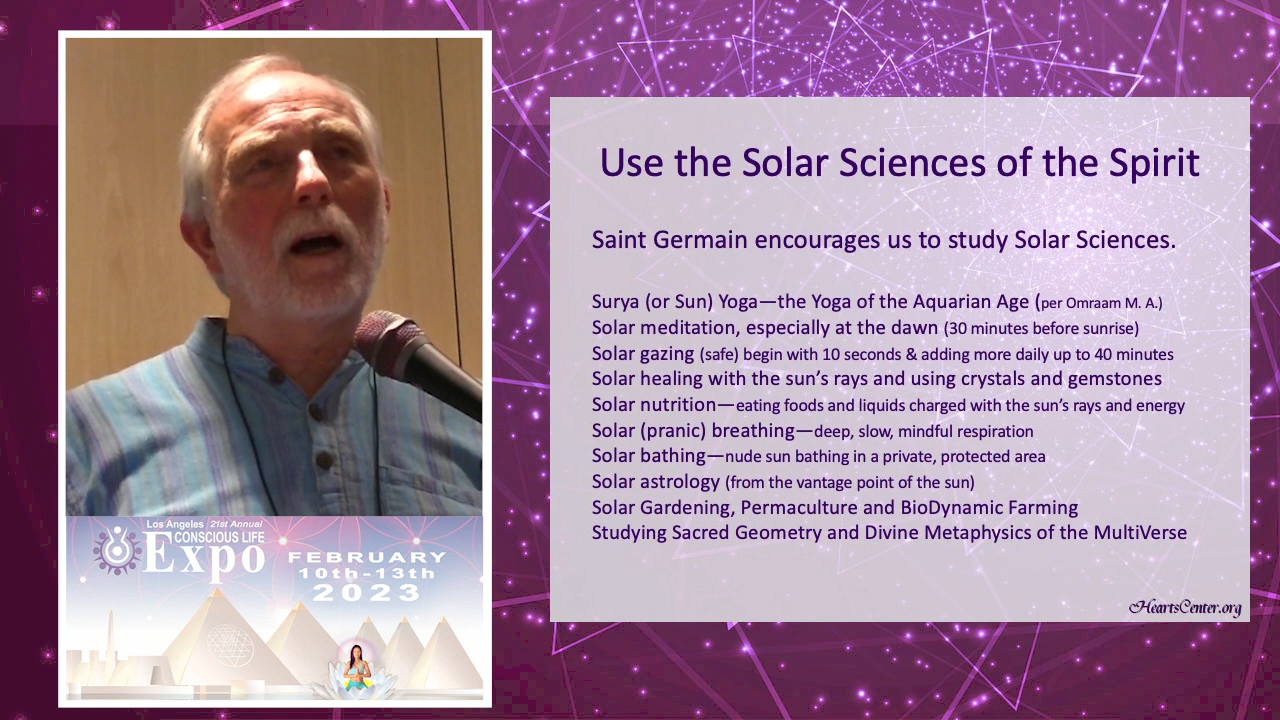 Use the Solar Sciences of the Spirit
Saint Germain encourages us to study Solar Sciences.
Surya (or Sun) Yoga—the Yoga of the Aquarian Age (per Omraam M. A.)
Solar meditation, especially at the dawn (30 minutes before sunrise)
Solar gazing (safe) begin with 10 seconds & adding more daily up to 40 minutes
Solar healing with the sun’s rays and using crystals and gemstones
Solar nutrition—eating foods and liquids charged with the sun’s rays and energy
Solar (pranic) breathing—deep, slow, mindful respiration
Solar bathing—nude sun bathing in a private, protected area
Solar astrology (from the vantage point of the sun)
Solar Gardening, Permaculture and BioDynamic Farming
Studying Sacred Geometry and Divine Metaphysics of the MultiVerse
HeartsCenter.org
Los Angeles 21st Annual
CONSCIOUS LIFE
Expo
FEBRUARY
10th-13th
2023